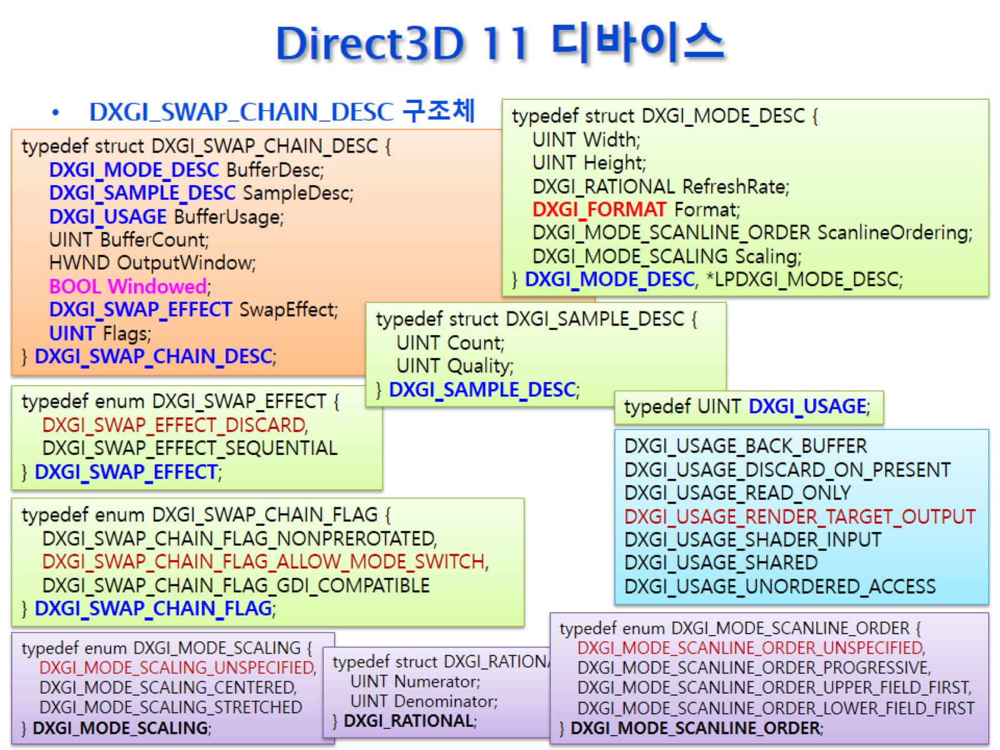 Direct3D 11 디바이스
• DXGI_SWAP_CHAIN_DESC 구조체
typedef struct DXGI_SWAP_CHAIN_DESC {
DXGI_MODE_DESC BufferDesc;
DXGI_SAMPLE_DESC SampleDesc;
DXGI_USAGE BufferUsage;
UINT BufferCount;
HWND OutputWindow;
BOOL Windowed;
DXGI_SWAP_EFFECT SwapEffect;
UINT Flags;
} DXGI_SWAP_CHAIN_DESC;
typedef struct DXGI_MODE_DESC {
UINT Width;
UINT Height;
DXGI_RATIONAL RefreshRate;
DXGI_FORMAT Format;
DXGI_MODE_SCANLINE_ORDER ScanlineOrdering;
DXGI_MODE_SCALING Scaling;
} DXGI_MODE_DESC, *LPDXGI_MODE_DESC;
typedef struct DXGI_SAMPLE_DESC {
UINT Count;
UINT Quality;
} DXGI_SAMPLE_DESC;
typedef enum DXGI_SWAP_EFFECT {
DXGI_SWAP_EFFECT_DISCARD,
DXGI_SWAP_EFFECT_SEQUENTIAL
} DXGI_SWAP_EFFECT;
typedef UINT DXGI_USAGE;
DXGI_USAGE_BACK_BUFFER
DXGI_USAGE_DISCARD_ON_PRESENT
DXGI_USAGE_READ_ONLY
DXGI_USAGE_RENDER_TARGET_OUTPUT
DXGI_USAGE_SHADER_INPUT
DXGI_USAGE_SHARED
DXGI_USAGE_UNORDERED_ACCESS
typedef enum DXGI_SWAP_CHAIN_FLAG {
DXGI_SWAP_CHAIN_FLAG_NONPREROTATED,
DXGI_SWAP_CHAIN_FLAG_ALLOW_MODE_SWITCH,
DXGI_SWAP_CHAIN_FLAG_GDI_COMPATIBLE
} DXGI_SWAP_CHAIN_FLAG;
typedef enum DXGI_MODE_SCALING {
DXGI_MODE_SCALING_UNSPECIFIED,
DXGI_MODE_SCALING_CENTERED,
DXGI_MODE_SCALING_STRETCHED
} DXGI_MODE_SCALING;
typedef struct DXGI_RATIONA
UINT Numerator;
UINT Denominator;
} DXGI_RATIONAL;
typedef enum DXGI_MODE_SCANLINE_ORDER {
DXGI_MODE_SCANLINE_ORDER_UNSPECIFIED,
DXGI_MODE_SCANLINE_ORDER_PROGRESSIVE,
DXGI_MODE_SCANLINE_ORDER_UPPER_FIELD_FIRST,
DXGI_MODE_SCANLINE_ORDER_LOWER_FIELD_FIRST
} DXGI_MODE_SCANLINE_ORDER;